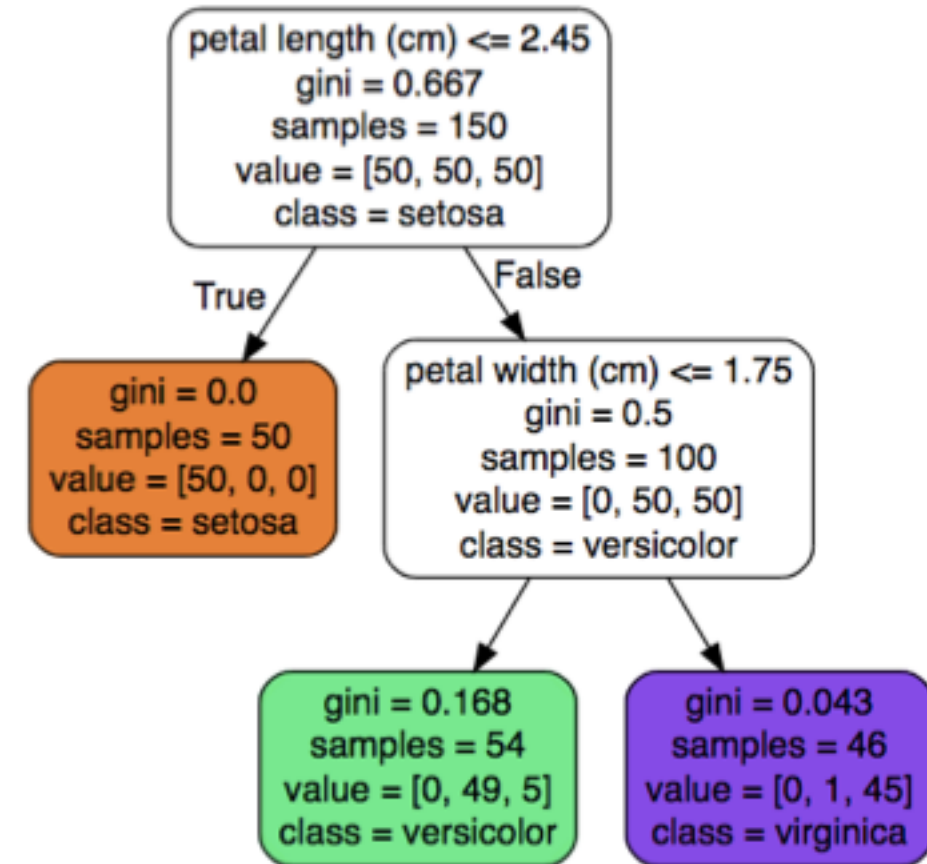 petal length (cm) <= 2.45
gini = 0.667
samples = 150
value = [50, 50, 50]
class = setosa
True
False
gini = 0.0
samples = 50
value = [50, 0, 0]
class = setosa
petal width (cm) <= 1.75
gini = 0.5
samples = 100
value = [0, 50, 50]
class = versicolor
gini = 0.168
samples = 54
value = [0, 49, 5]
class = versicolor
gini = 0.043
samples = 46
value = [0, 1, 45]
class = virginica